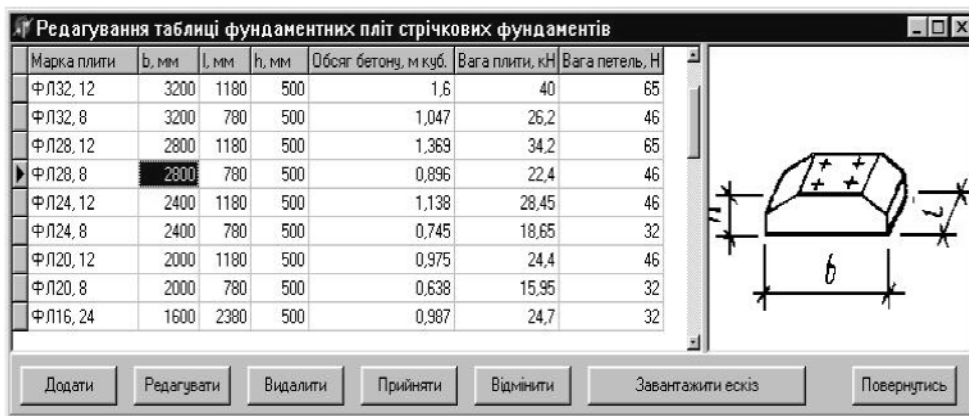 Редагування таблиці фундаментних пліт стрічкових фундаментів
Марка плити b, мм l, мм h, мм Обсяг бетону, м куб. Вага плити, кН Вага петель, Н
ФЛ32, 12 3200 1180 500 1,6 40 65
ФЛ32, 8 3200 780 500 1,047 26,2 46
ФЛ28, 12 2800 1180 500 1,369 34,2 65
ФЛ28, 8 2800 780 500 0,896 22,4 46
ФЛ24, 12 2400 1180 500 1,138 28,45 46
ФЛ24, 8 2400 780 500 0,745 18,65 32
ФЛ20, 12 2000 1180 500 0,975 24,4 46
ФЛ20, 8 2000 780 500 0,638 15,95 32
ФЛ16, 24 1600 2380 500 0,987 24,7 32
h l
b
Додати Редагувати Видалити Прийняти Відмінити Завантажити ескіз Повернутись